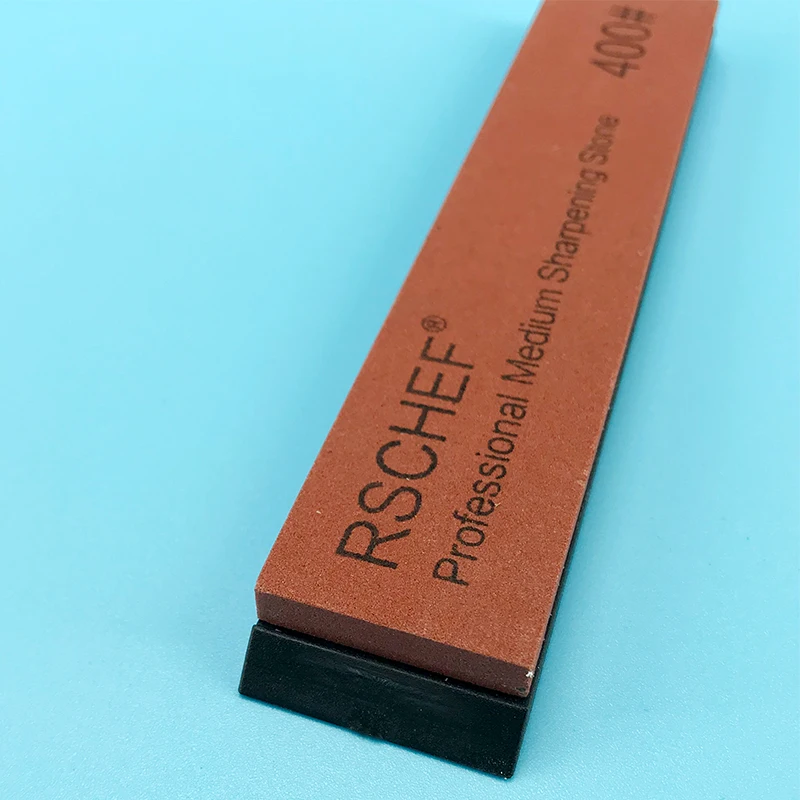 RSCHEF®
Professional Medium Sharpening Stone
400#